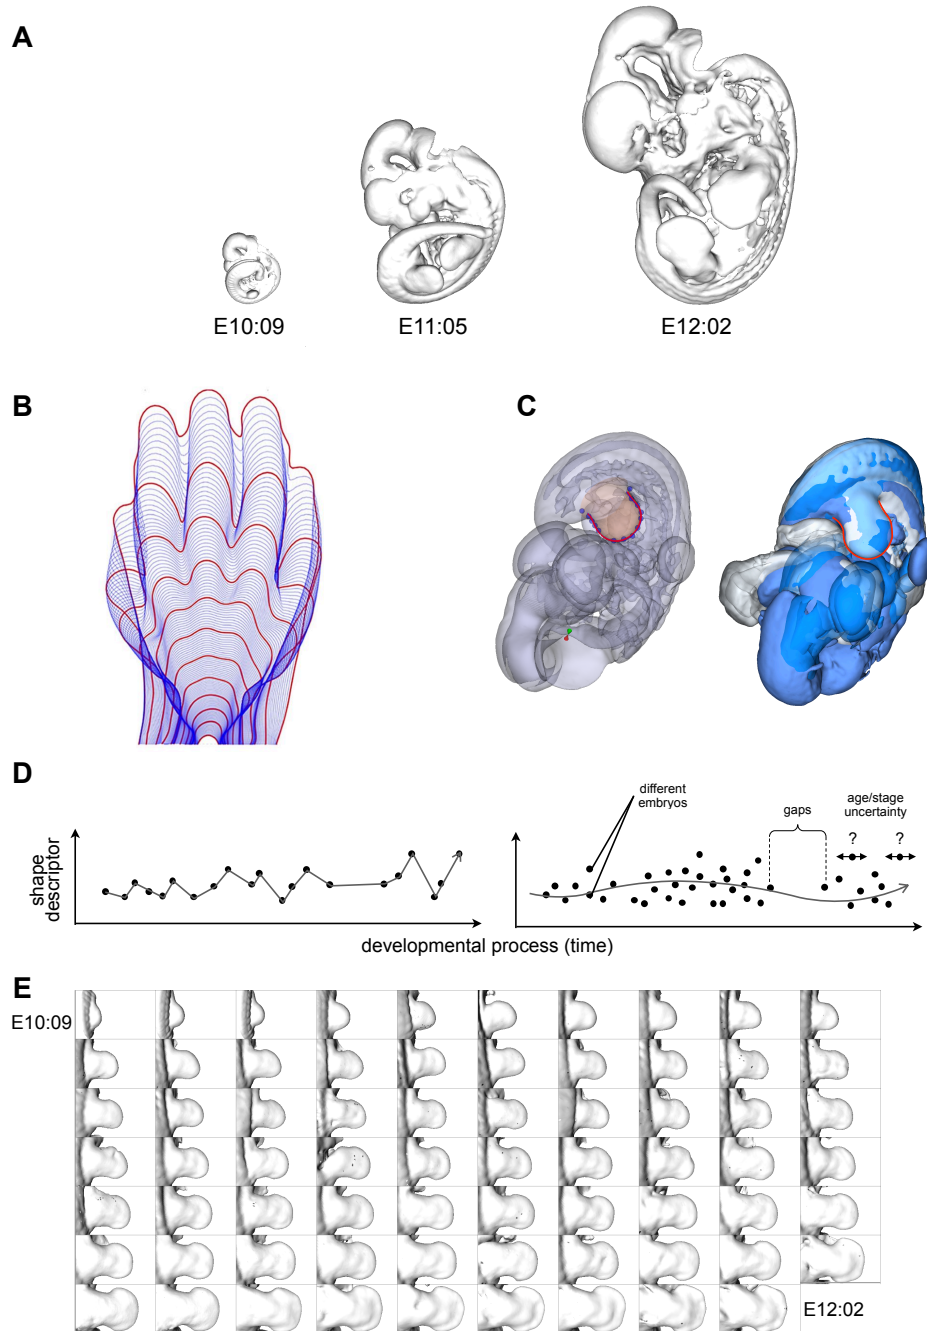 A
E10:09
E11:05
E12:02
B
C
D
different
embryos
gaps
age/stage
uncertainty
?
?
shape
descriptor
developmental process (time)
E
E10:09
E12:02